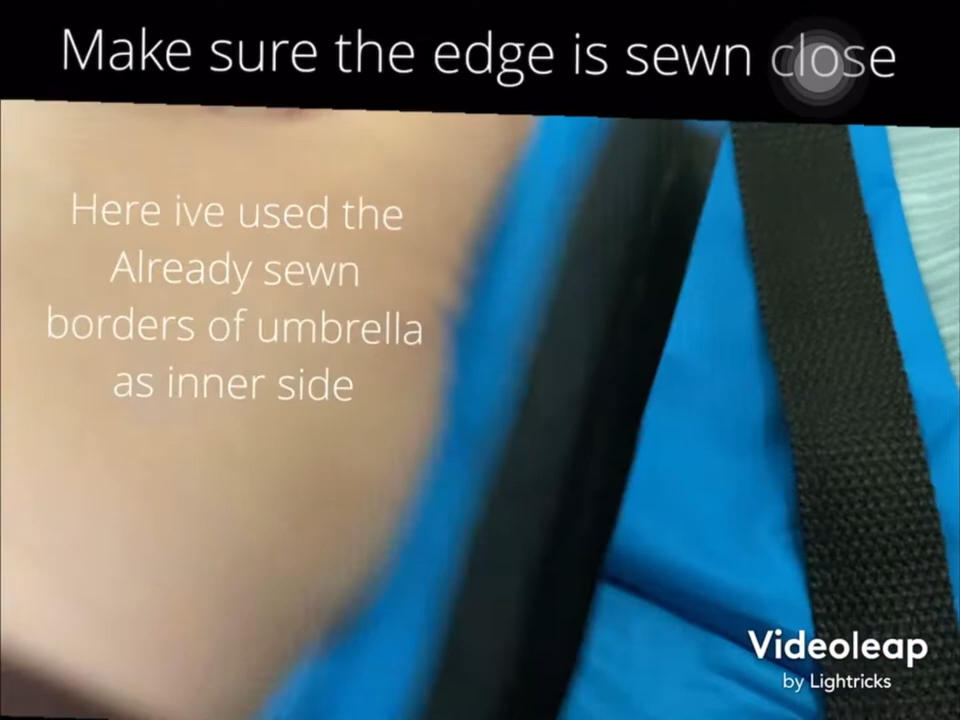 Make sure the edge is sewn close
Here ive used the
Already sewn
borders of umbrella
as inner side
Videoleap
by Lightricks